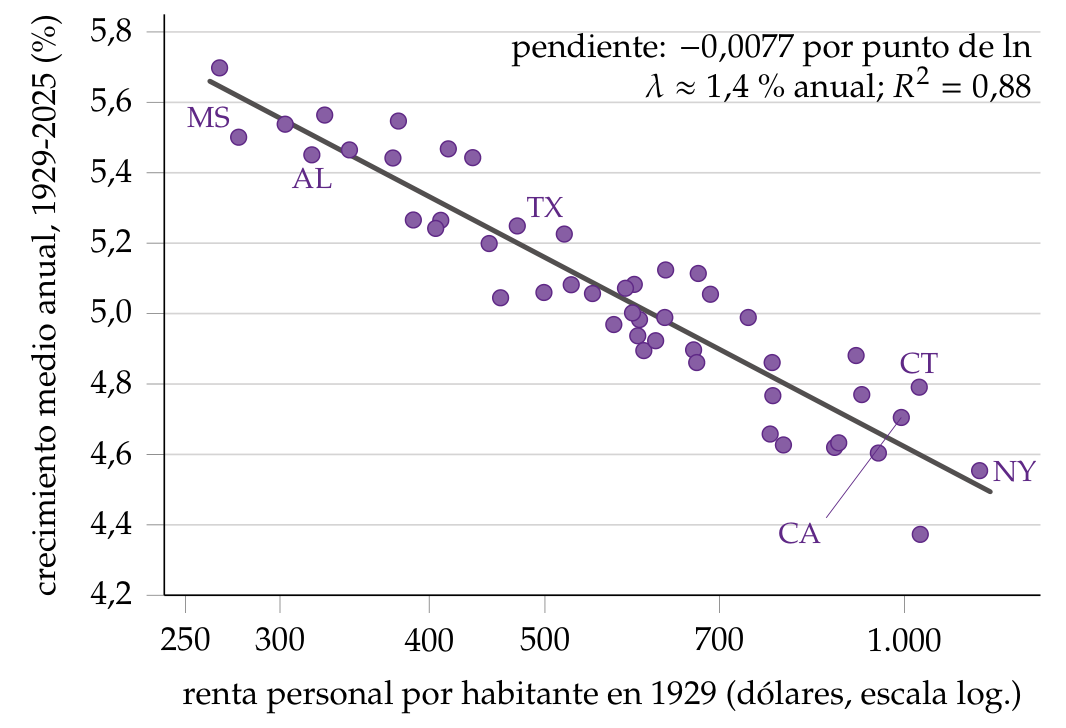 crecimiento medio anual, 1929-2025 (%)
5,8
5,6
5,4
5,2
5,0
4,8
4,6
4,4
4,2
pendiente: −0,0077 por punto de ln
λ ≈ 1,4 % anual; R² = 0,88
MS
AL
TX
CT
NY
CA
250
300
400
500
700
1.000
renta personal por habitante en 1929 (dólares, escala log.)